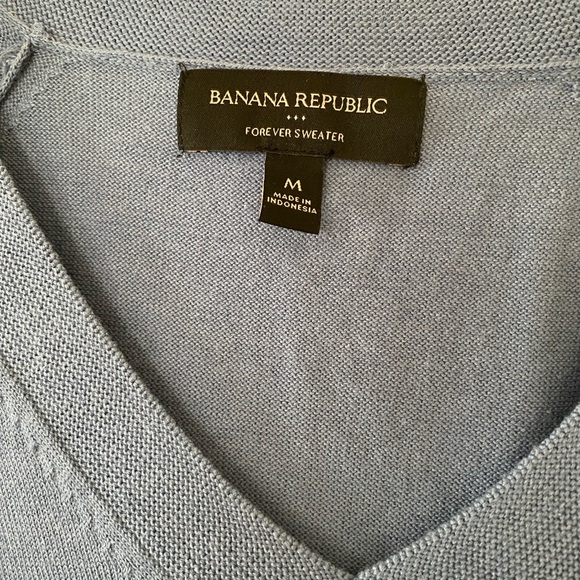 BANANA REPUBLIC
FOREVER SWEATER
M
MADE IN
INDONESIA